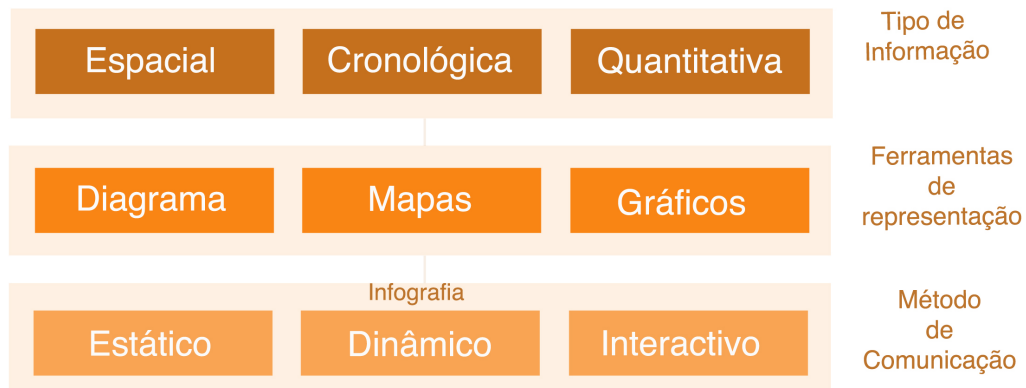 Espacial Cronológica Quantitativa
Tipo de
Informação
Diagrama Mapas Gráficos
Ferramentas
de
representação
Infografia
Estático Dinâmico Interactivo
Método
de
Comunicação